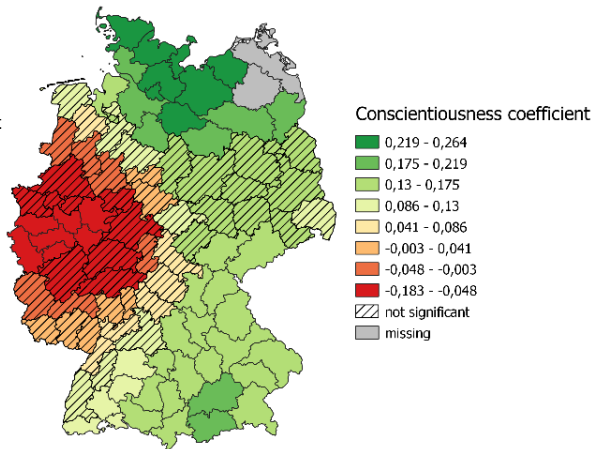 Conscientiousness coefficient
0,219 - 0,264
0,175 - 0,219
0,13 - 0,175
0,086 - 0,13
0,041 - 0,086
-0,003 - 0,041
-0,048 - -0,003
-0,183 - -0,048
not significant
missing